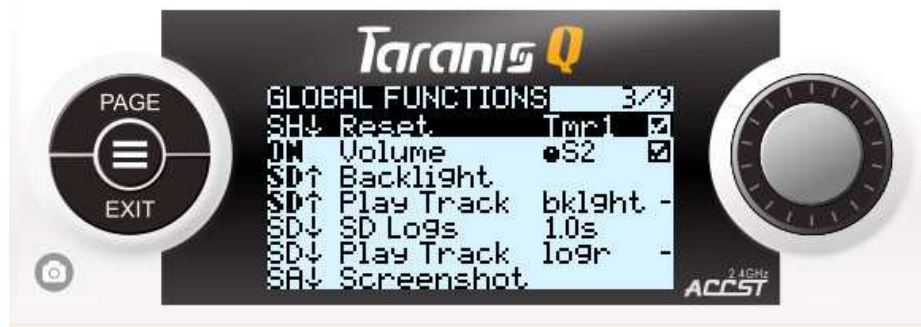 Taranis Q
PAGE
EXIT
GLOBAL FUNCTIONS 3/9
SH↓ Reset Tmr1
ON Volume S2
SD↑ Backlight
SD↑ Play Track bklght -
SD↓ SD Logs 1.0s
SD↓ Play Track logr -
SA↓ Screenshot
2.4GHz
ACCST